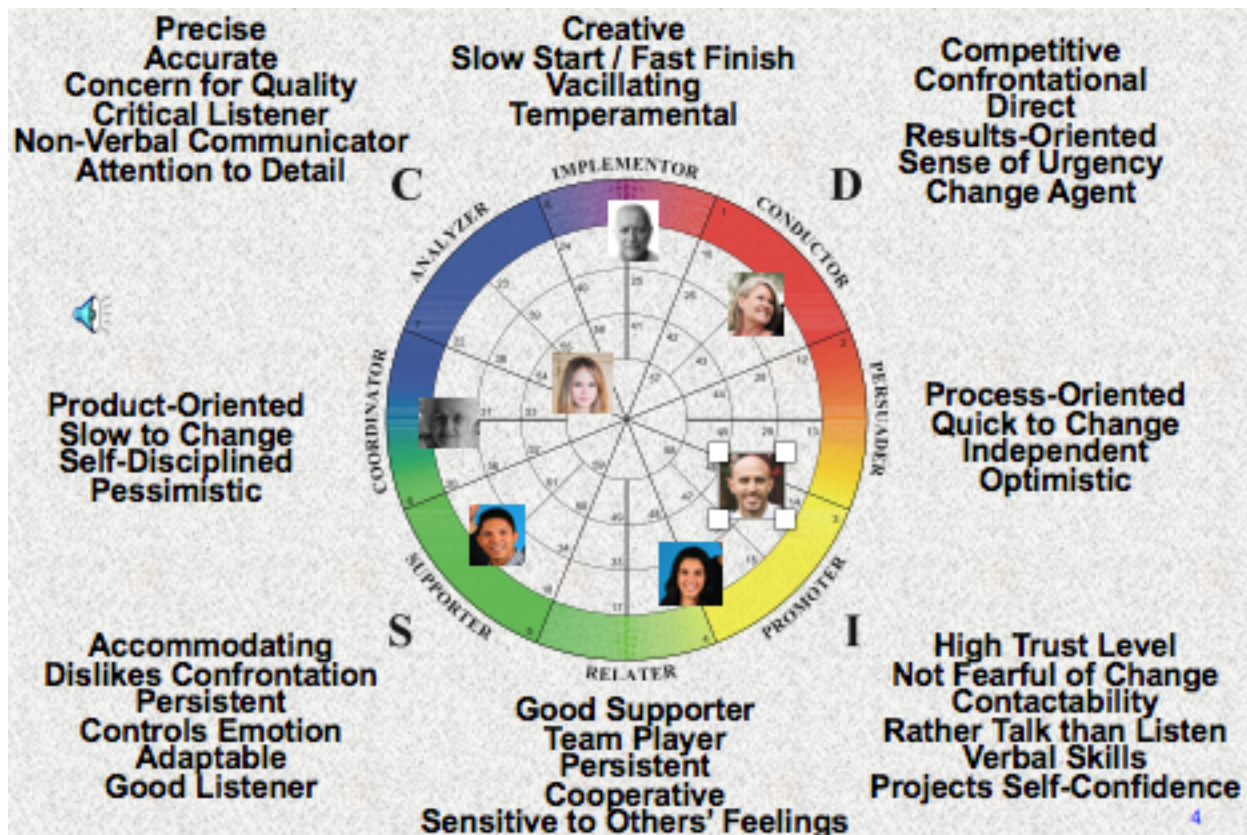 Precise
Accurate
Concern for Quality
Critical Listener
Non-Verbal Communicator
Attention to Detail
Creative
Slow Start / Fast Finish
Vacillating
Temperamental
Competitive
Confrontational
Direct
Results-Oriented
Sense of Urgency
Change Agent
C
D
IMPLEMENTOR
ANALYZER
CONDUCTOR
COORDINATOR
PERSUADER
SUPPORTER
PROMOTER
RELATER
Product-Oriented
Slow to Change
Self-Disciplined
Pessimistic
Process-Oriented
Quick to Change
Independent
Optimistic
S
I
Accommodating
Dislikes Confrontation
Persistent
Controls Emotion
Adaptable
Good Listener
Good Supporter
Team Player
Persistent
Cooperative
Sensitive to Others' Feelings
High Trust Level
Not Fearful of Change
Contactability
Rather Talk than Listen
Verbal Skills
Projects Self-Confidence
4